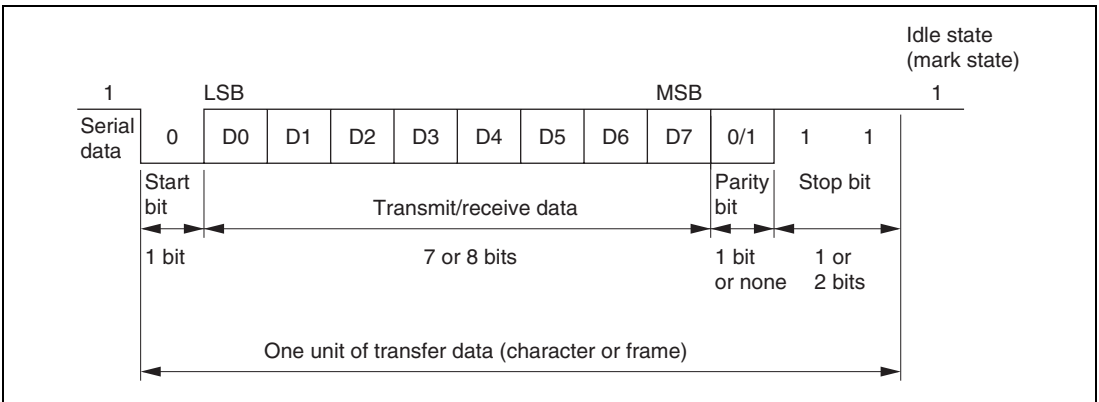 Idle state
(mark state)
1 LSB MSB 1
Serial
data
0 D0 D1 D2 D3 D4 D5 D6 D7 0/1 1 1
Start
bit
Transmit/receive data
Parity
bit
Stop bit
1 bit
7 or 8 bits
1 bit
or none
1 or
2 bits
One unit of transfer data (character or frame)